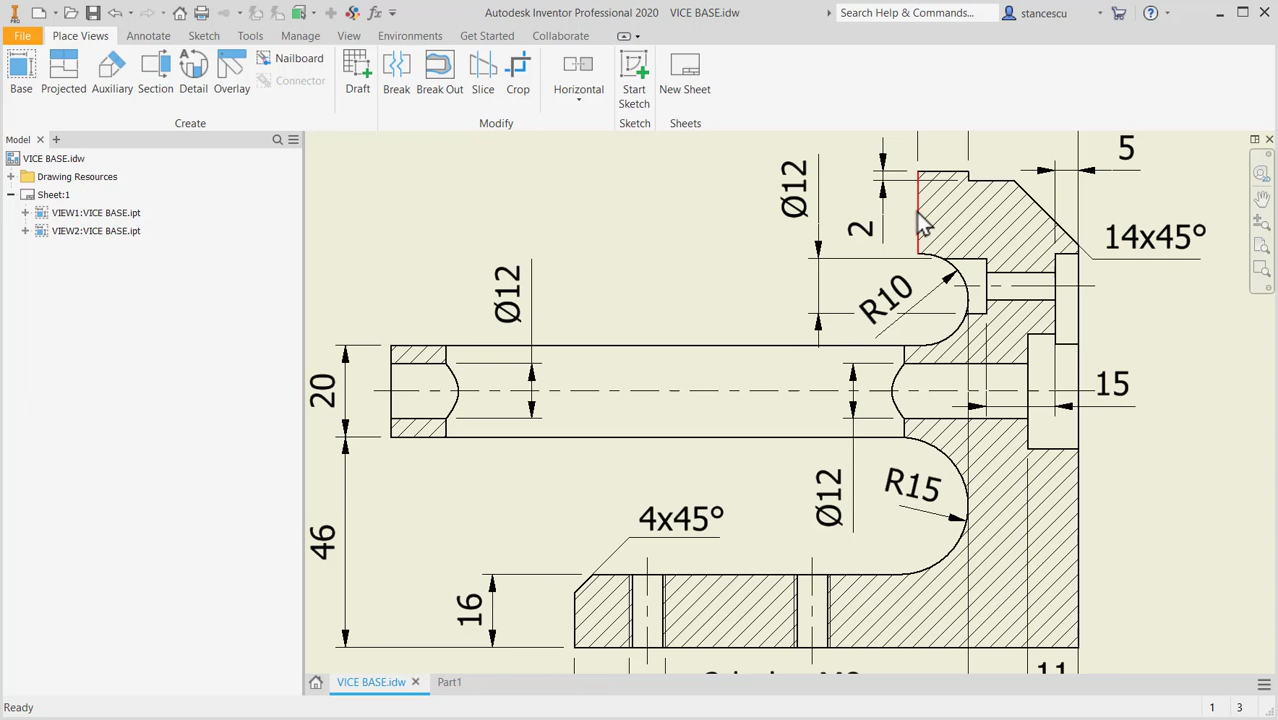 Autodesk Inventor Professional 2020 VICE BASE.idw
Search Help & Commands...
stancescu
PRO
fx
File
Place Views
Annotate
Sketch
Tools
Manage
View
Environments
Get Started
Collaborate
Base
Projected
Auxiliary
Section
Detail
Overlay
Nailboard
Connector
Draft
Break
Break Out
Slice
Crop
Horizontal
Start
Sketch
New Sheet
Create
Modify
Sketch
Sheets
Model
VICE BASE.idw
Drawing Resources
Sheet:1
VIEW1:VICE BASE.ipt
VIEW2:VICE BASE.ipt
5
Ø12
2
14x45°
R10
Ø12
20
15
R15
Ø12
4x45°
46
16
11
VICE BASE.idw
Part1
Ready
1
3